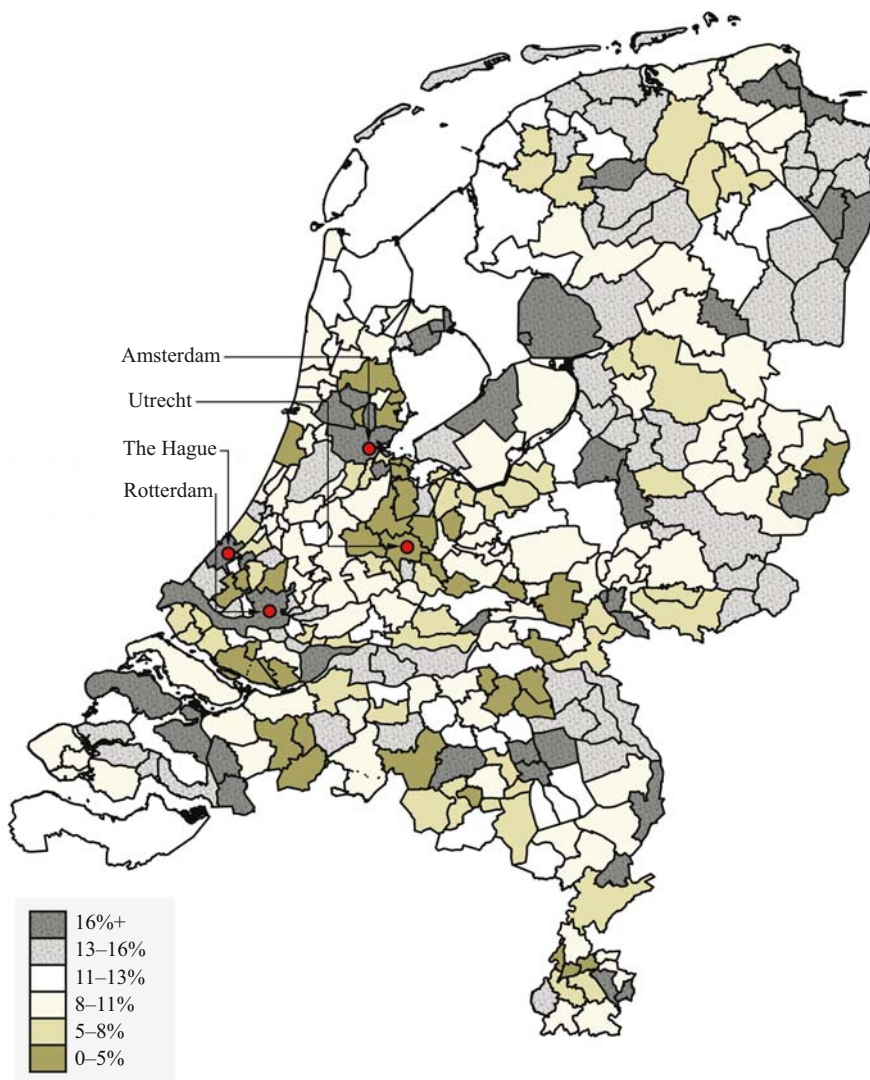 Amsterdam
Utrecht
The Hague
Rotterdam
16%+
13–16%
11–13%
8–11%
5–8%
0–5%